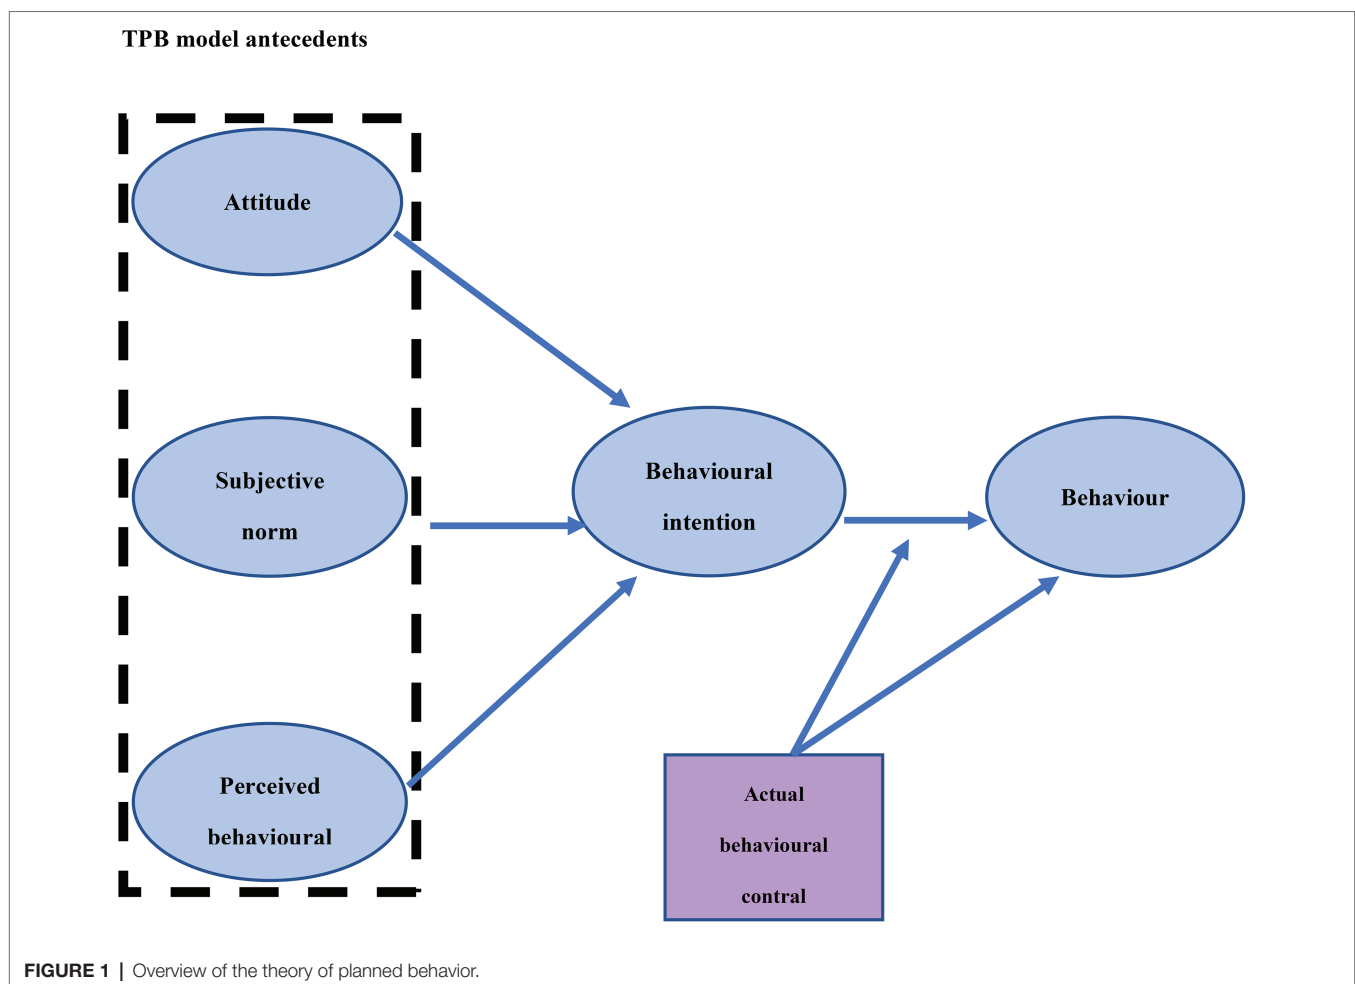 TPB model antecedents
Attitude
Subjective
norm
Perceived
behavioural
Behavioural
intention
Behaviour
Actual
behavioural
contral
FIGURE 1 | Overview of the theory of planned behavior.